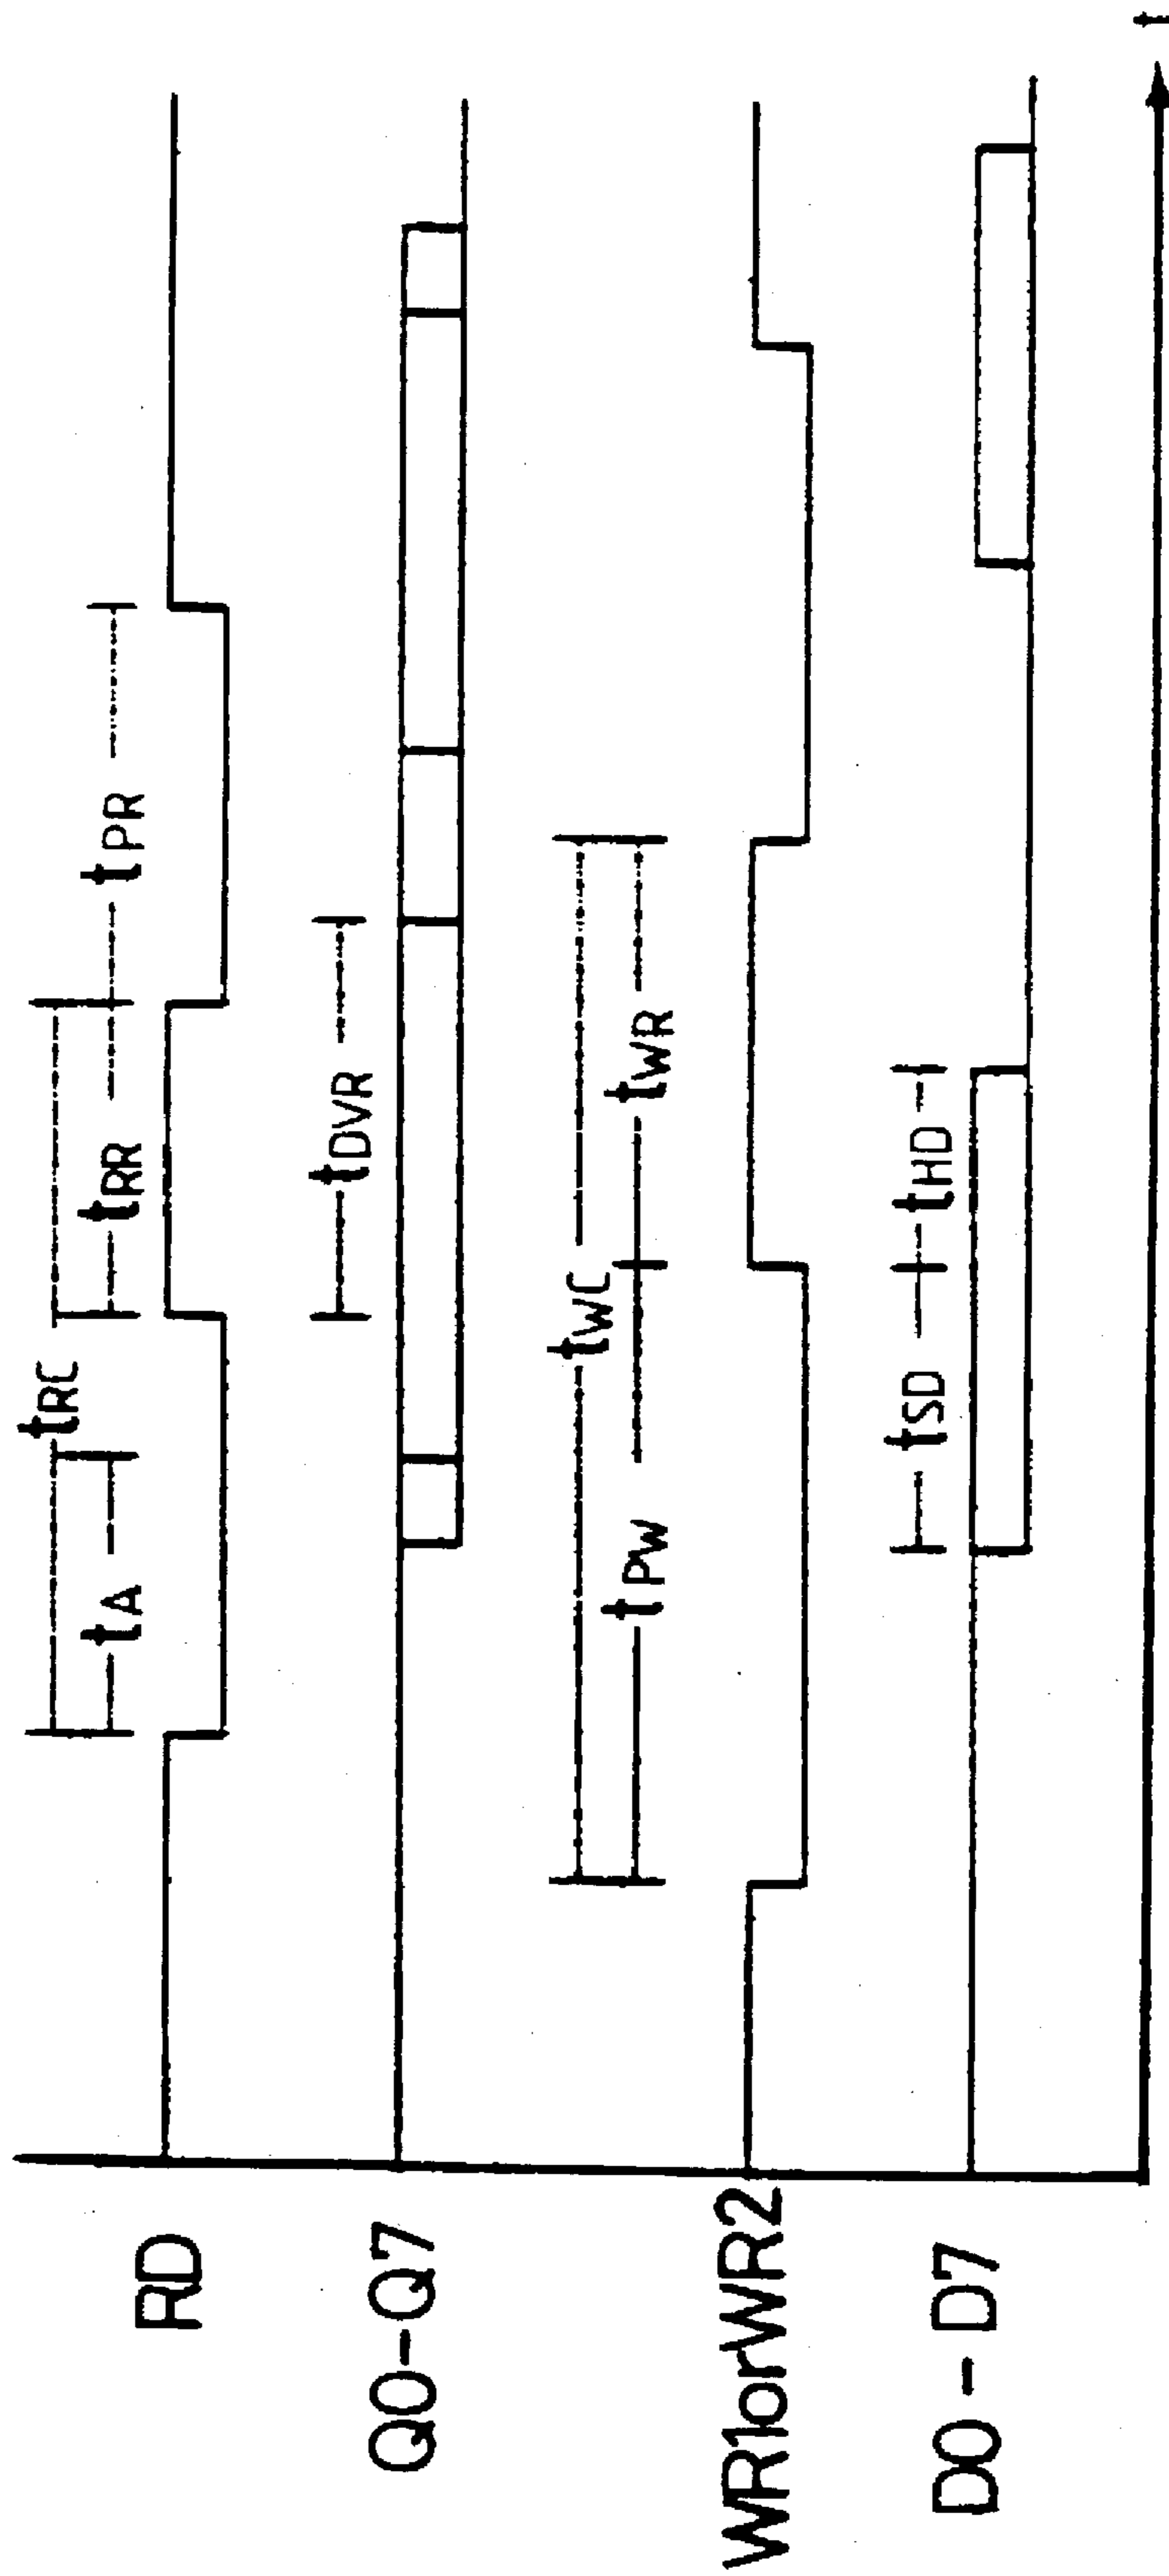 tRC
tA
tRR
tPR
RD
tDVR
Q0-Q7
tWC
tPW
tWR
WR1orWR2
tSD
tHD
D0 - D7
t